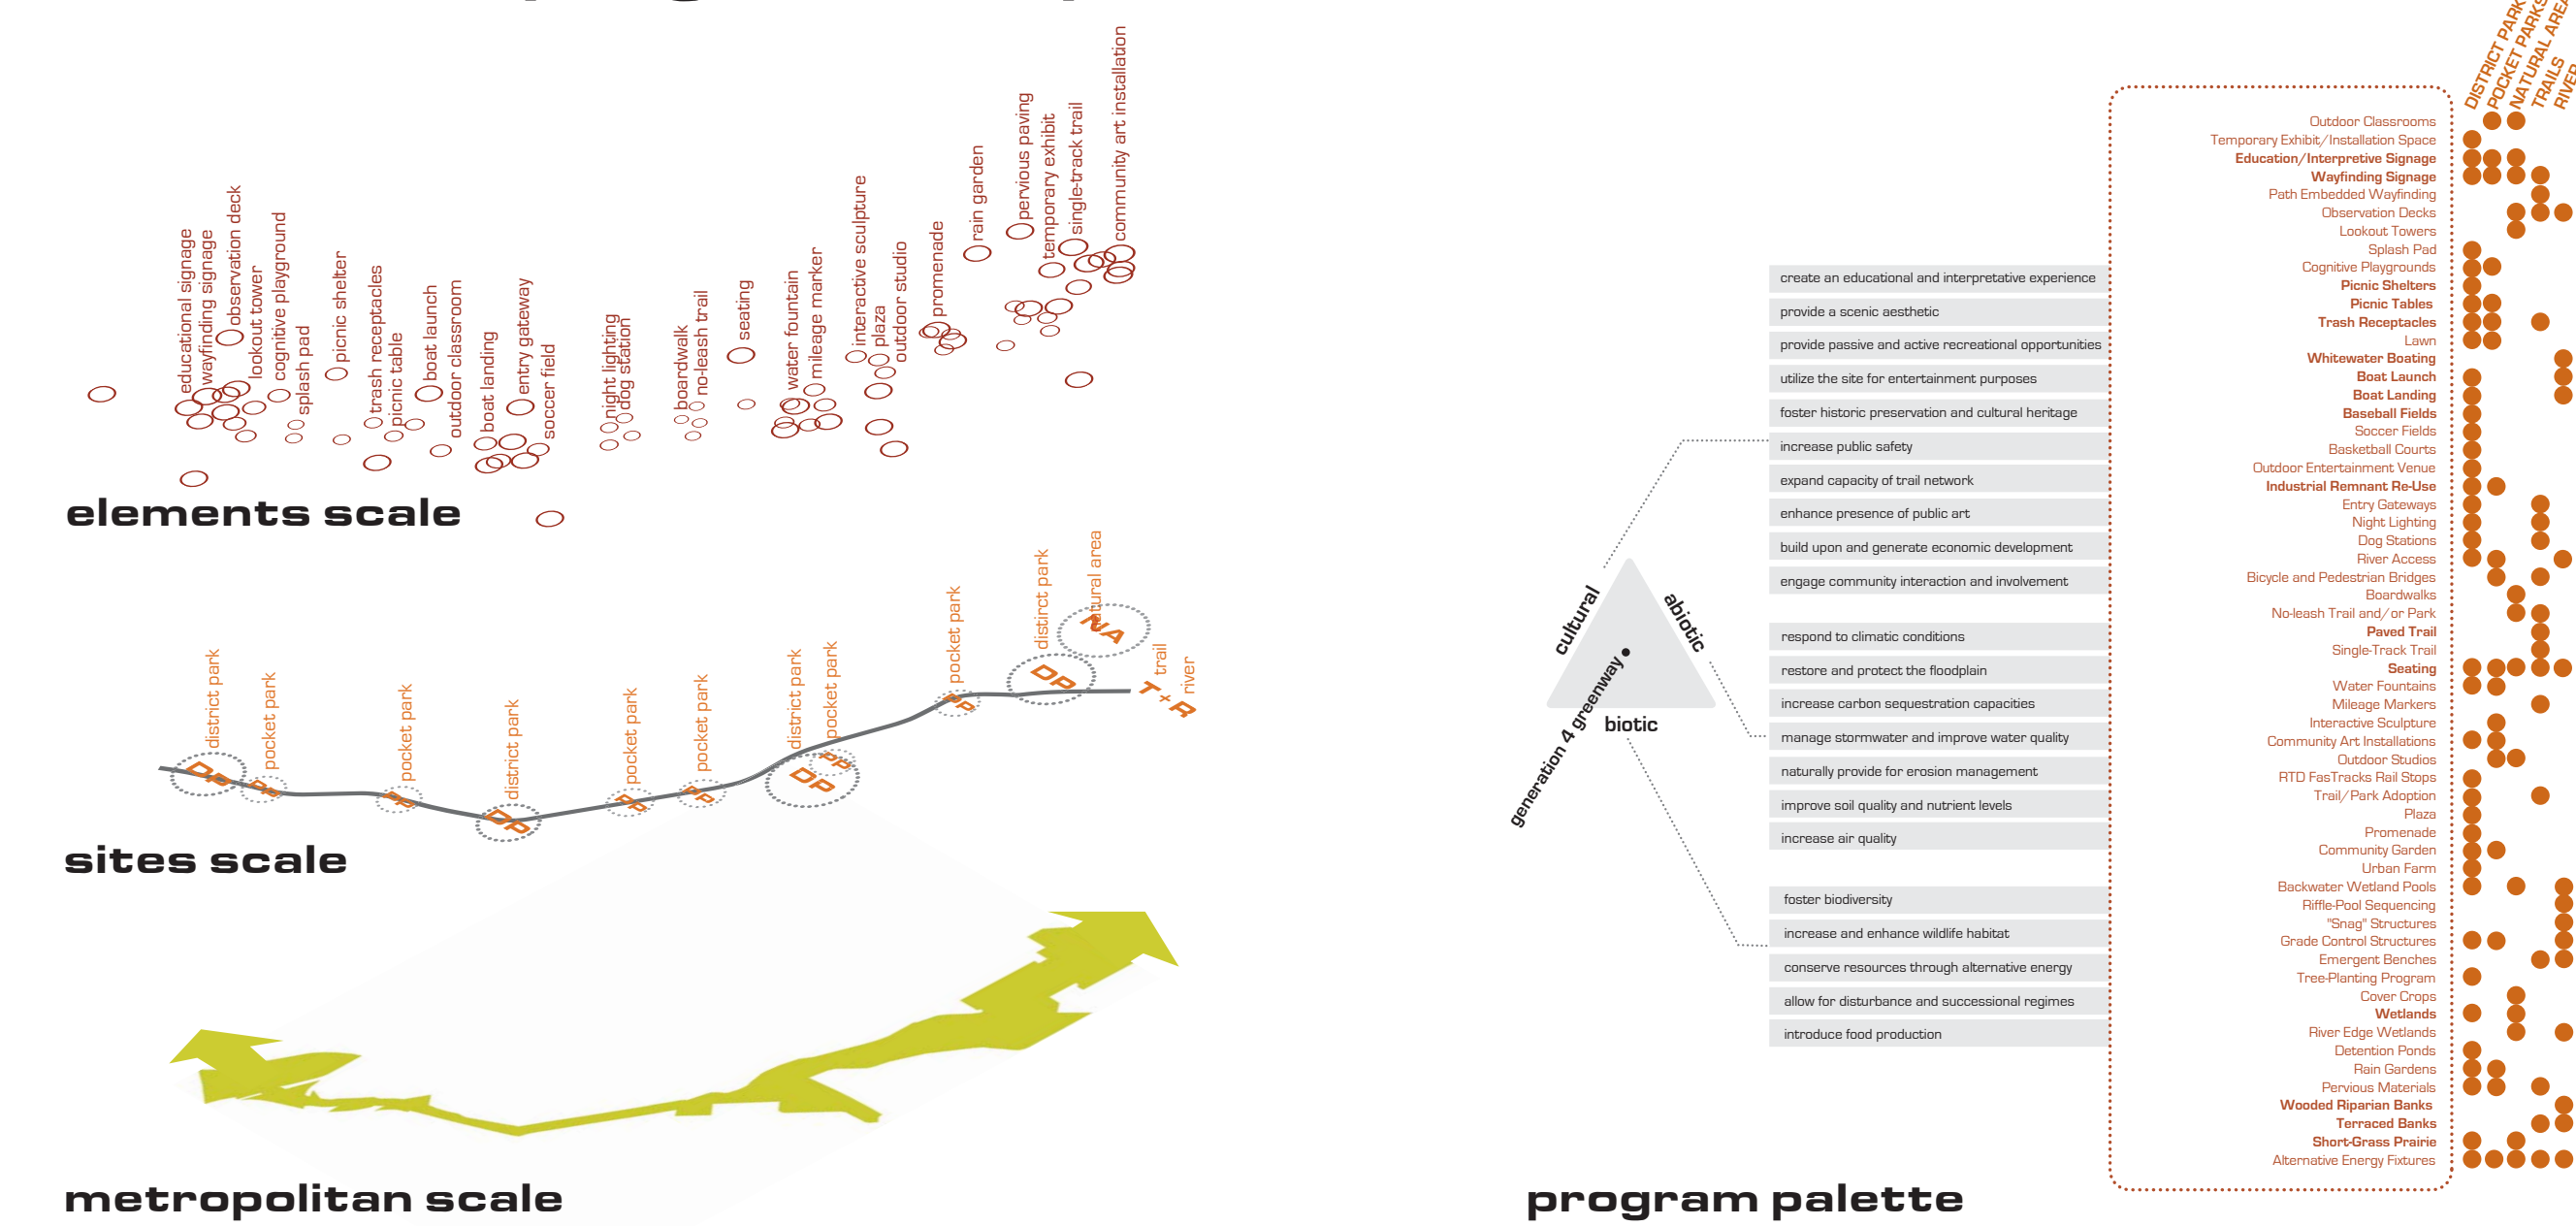 educational signage
wayfinding signage
observation deck
lookout tower
cognitive playground
splash pad
picnic shelter
trash receptacles
picnic table
boat launch
outdoor classroom
boat landing
entry gateway
soccer field
night lighting
dog station
boardwalk
no-leash trail
seating
water fountain
mileage marker
interactive sculpture
plaza
outdoor studio
promenade
rain garden
pervious paving
temporary exhibit
single-track trail
community art installation
elements scale
district park
pocket park
pocket park
district park
pocket park
pocket park
district park
pocket park
pocket park
distirct park
natural area
trail
river
DP
PP
PP
DP
PP
PP
DP
PP
PP
DP
NA
T+R
sites scale
metropolitan scale
cultural
abiotic
biotic
generation 4 greenway
create an educational and interpretative experience
provide a scenic aesthetic
provide passive and active recreational opportunities
utilize the site for entertainment purposes
foster historic preservation and cultural heritage
increase public safety
expand capacity of trail network
enhance presence of public art
build upon and generate economic development
engage community interaction and involvement
respond to climatic conditions
restore and protect the floodplain
increase carbon sequestration capacities
manage stormwater and improve water quality
naturally provide for erosion management
improve soil quality and nutrient levels
increase air quality
foster biodiversity
increase and enhance wildlife habitat
conserve resources through alternative energy
allow for disturbance and successional regimes
introduce food production
DISTRICT PARK
POCKET PARKS
NATURAL AREA
TRAILS
RIVER
Outdoor Classrooms
Temporary Exhibit/Installation Space
Education/Interpretive Signage
Wayfinding Signage
Path Embedded Wayfinding
Observation Decks
Lookout Towers
Splash Pad
Cognitive Playgrounds
Picnic Shelters
Picnic Tables
Trash Receptacles
Lawn
Whitewater Boating
Boat Launch
Boat Landing
Baseball Fields
Soccer Fields
Basketball Courts
Outdoor Entertainment Venue
Industrial Remnant Re-Use
Entry Gateways
Night Lighting
Dog Stations
River Access
Bicycle and Pedestrian Bridges
Boardwalks
No-leash Trail and/or Park
Paved Trail
Single-Track Trail
Seating
Water Fountains
Mileage Markers
Interactive Sculpture
Community Art Installations
Outdoor Studios
RTD FasTracks Rail Stops
Trail/Park Adoption
Plaza
Promenade
Community Garden
Urban Farm
Backwater Wetland Pools
Riffle-Pool Sequencing
"Snag" Structures
Grade Control Structures
Emergent Benches
Tree-Planting Program
Cover Crops
Wetlands
River Edge Wetlands
Detention Ponds
Rain Gardens
Pervious Materials
Wooded Riparian Banks
Terraced Banks
Short-Grass Prairie
Alternative Energy Fixtures
program palette